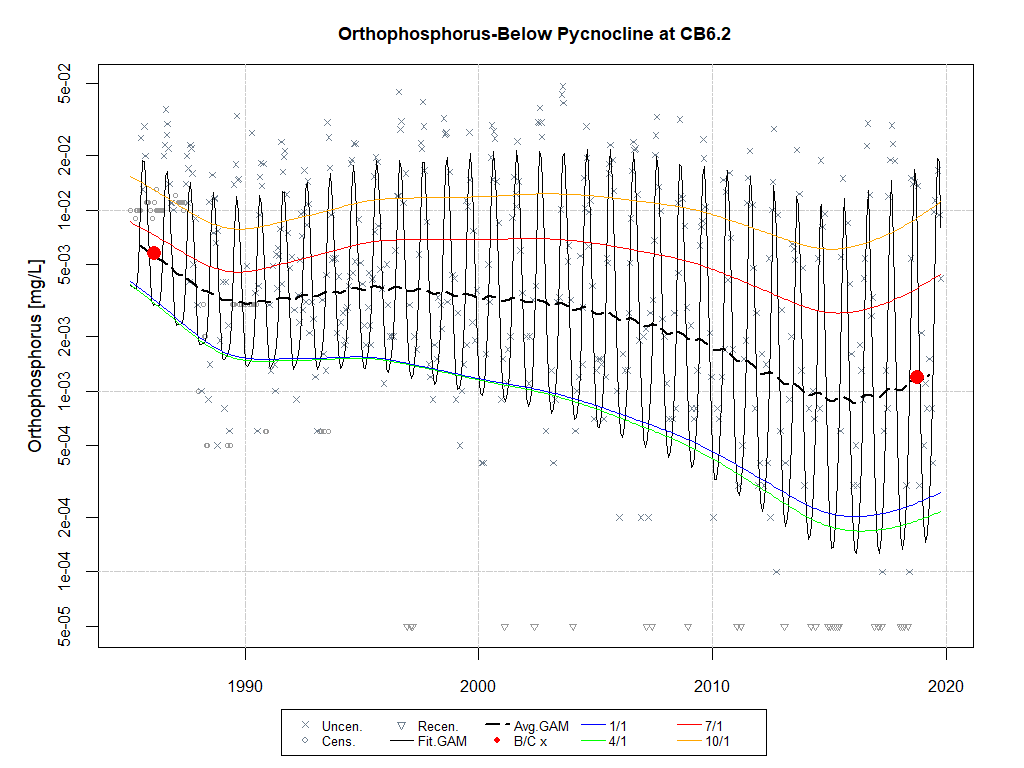 Orthophosphorus-Below Pycnocline at CB6.2
Orthophosphorus [mg/L]
5e-02
2e-02
1e-02
5e-03
2e-03
1e-03
5e-04
2e-04
1e-04
5e-05
1990 2000 2010 2020
Uncen. Recen. Avg.GAM 1/1 7/1
Cens. Fit.GAM B/C x 4/1 10/1